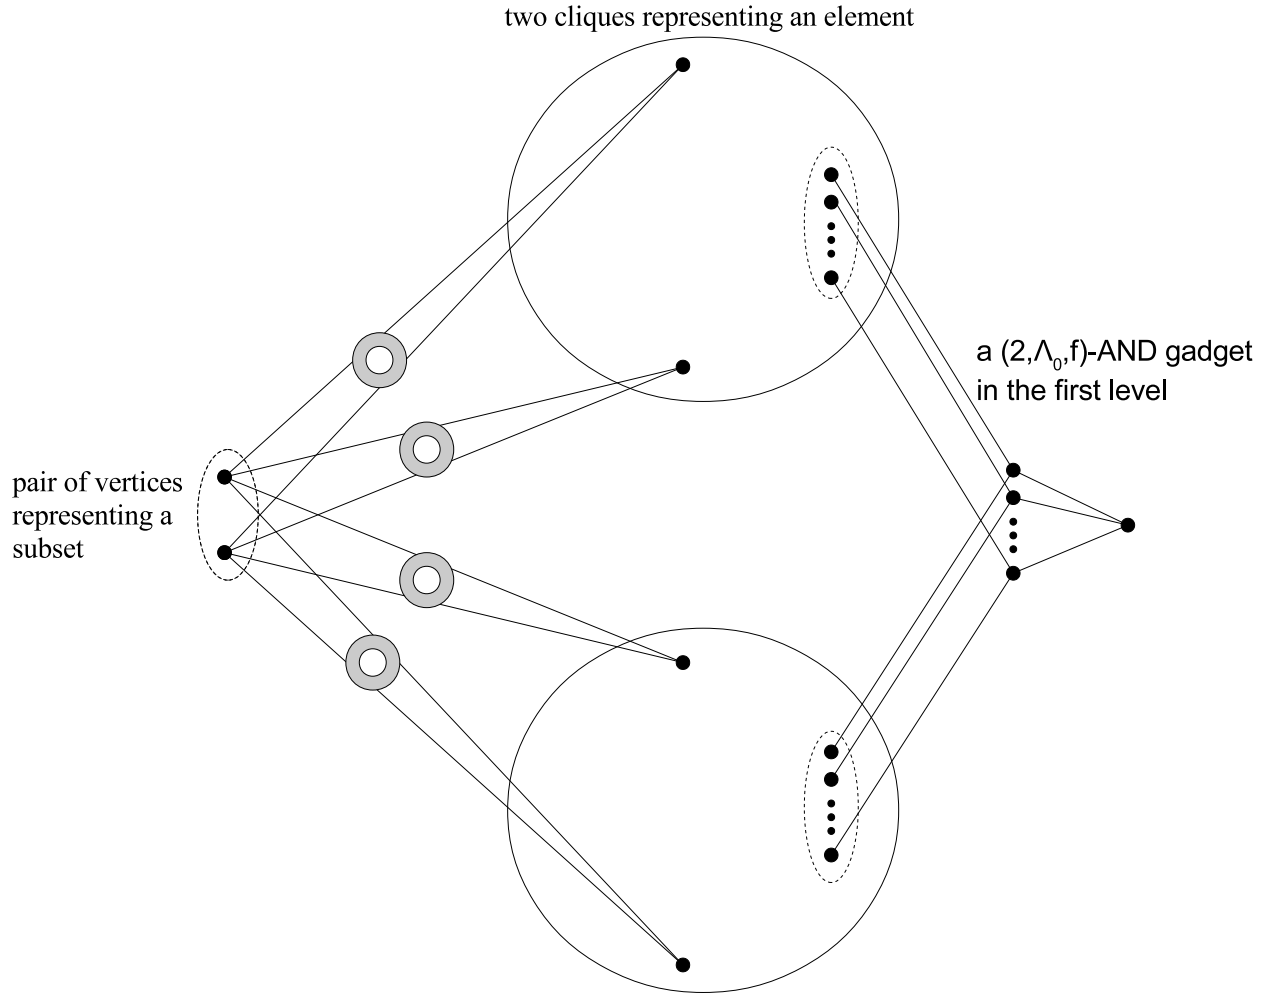 two cliques representing an element
a (2,Λ₀,f)-AND gadget
in the first level
pair of vertices
representing a
subset